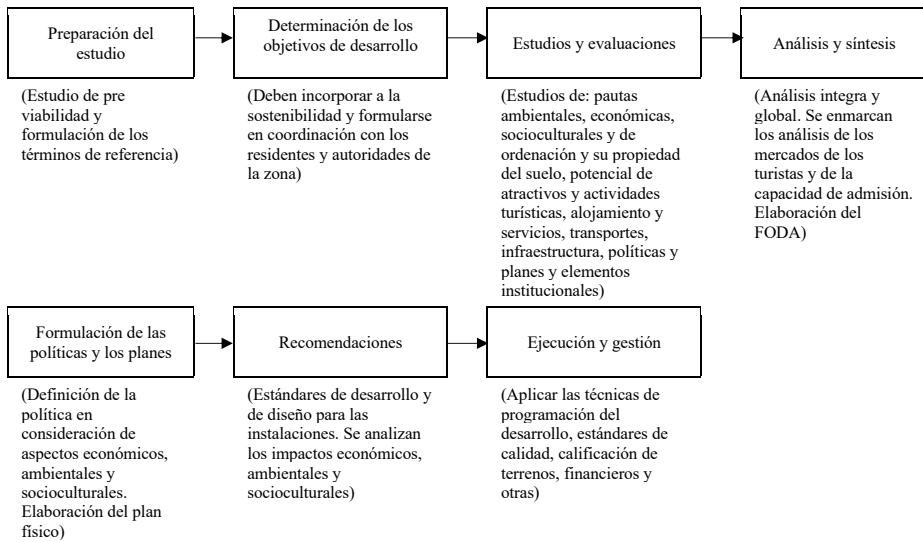 Preparación del
estudio
Determinación de los
objetivos de desarrollo
Estudios y evaluaciones
Análisis y síntesis
(Estudio de pre
viabilidad y
formulación de los
términos de referencia)
(Deben incorporar a la
sostenibilidad y formularse
en coordinación con los
residentes y autoridades de
la zona)
(Estudios de: pautas
ambientales, económicas,
socioculturales y de
ordenación y su propiedad
del suelo, potencial de
atractivos y actividades
turísticas, alojamiento y
servicios, transportes,
infraestructura, políticas y
planes y elementos
institucionales)
(Análisis integra y
global. Se enmarcan
los análisis de los
mercados de los
turistas y de la
capacidad de admisión.
Elaboración del
FODA)
Formulación de las
políticas y los planes
Recomendaciones
Ejecución y gestión
(Definición de la
política en
consideración de
aspectos económicos,
ambientales y
socioculturales.
Elaboración del plan
físico)
(Estándares de desarrollo y
de diseño para las
instalaciones. Se analizan
los impactos económicos,
ambientales y
socioculturales)
(Aplicar las técnicas de
programación del
desarrollo, estándares de
calidad, calificación de
terrenos, financieros y
otras)